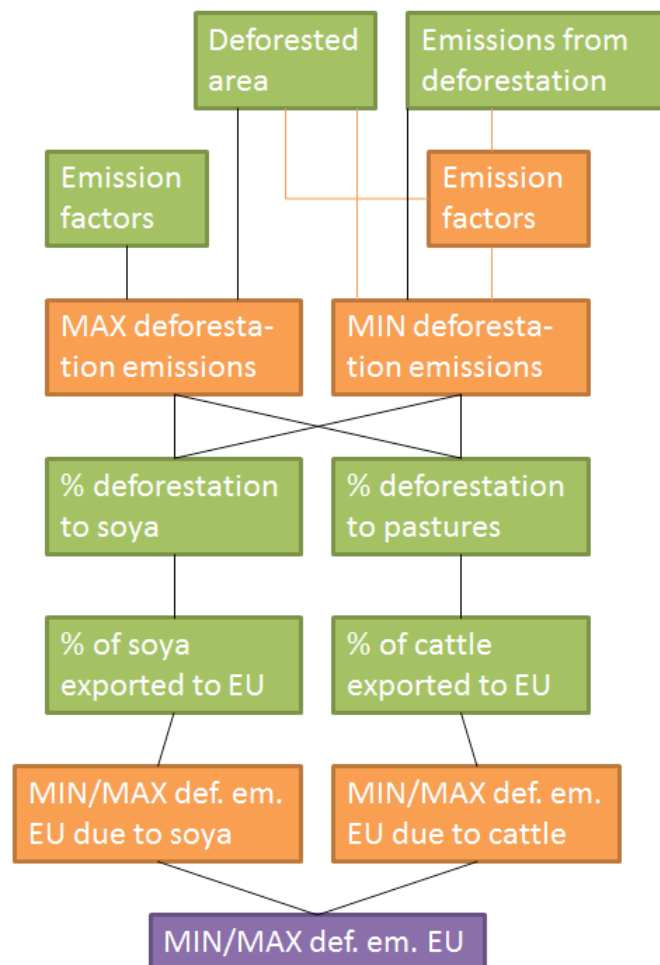 Deforested
area
Emissions from
deforestation
Emission
factors
Emission
factors
MAX deforesta-
tion emissions
MIN deforesta-
tion emissions
% deforestation
to soya
% deforestation
to pastures
% of soya
exported to EU
% of cattle
exported to EU
MIN/MAX def. em.
EU due to soya
MIN/MAX def. em.
EU due to cattle
MIN/MAX def. em. EU